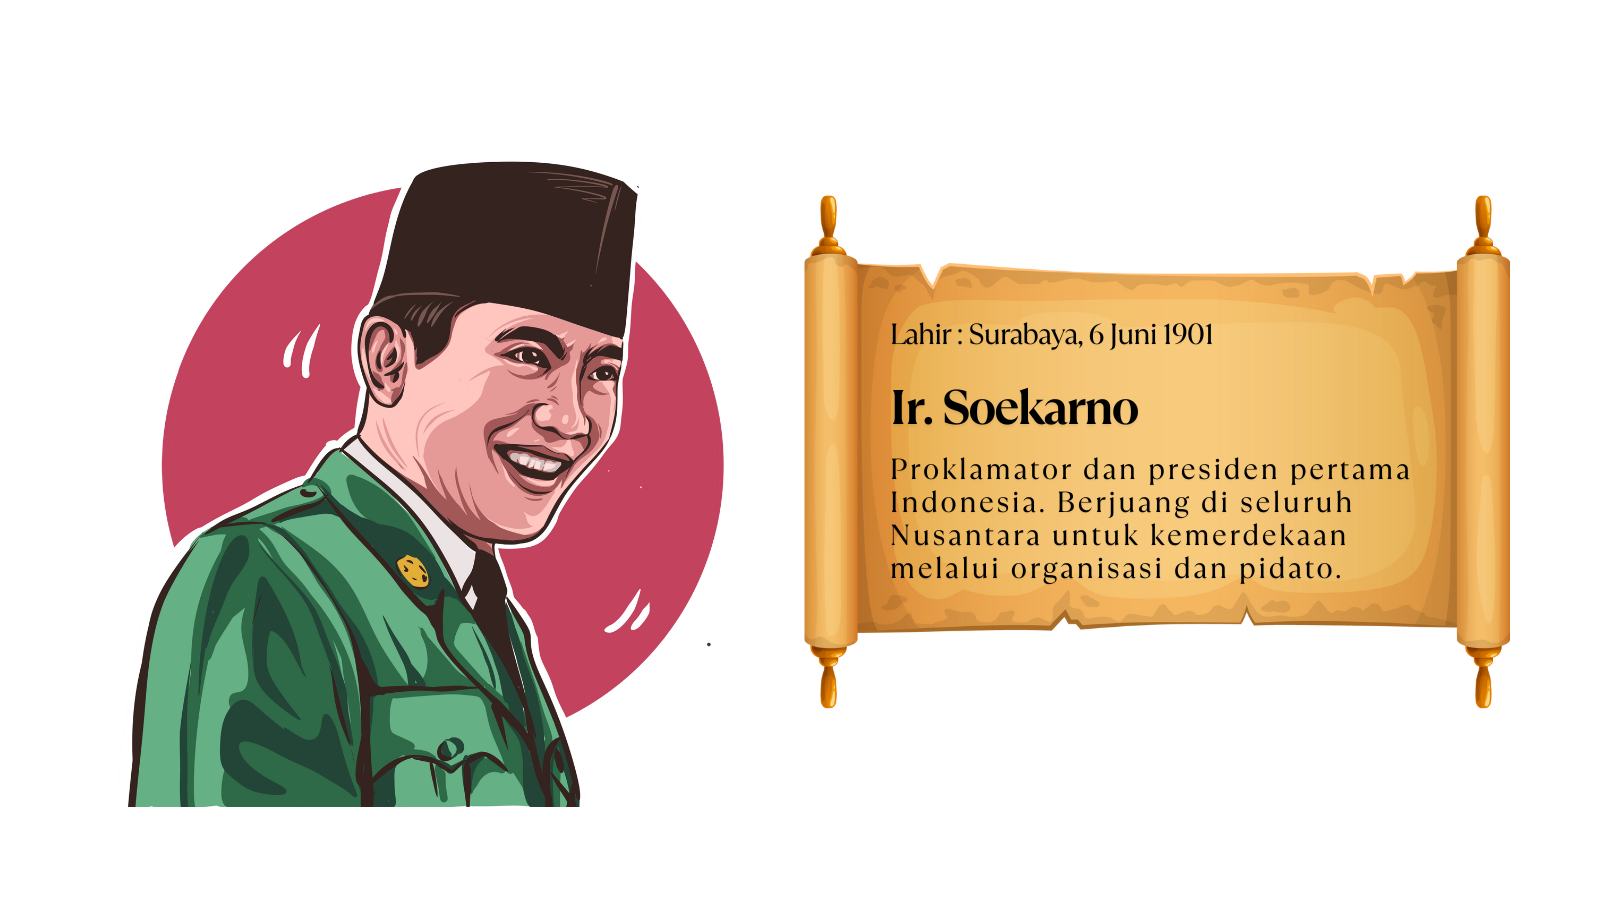 Lahir : Surabaya, 6 Juni 1901
Ir. Soekarno
Proklamator dan presiden pertama
Indonesia. Berjuang di seluruh
Nusantara untuk kemerdekaan
melalui organisasi dan pidato.